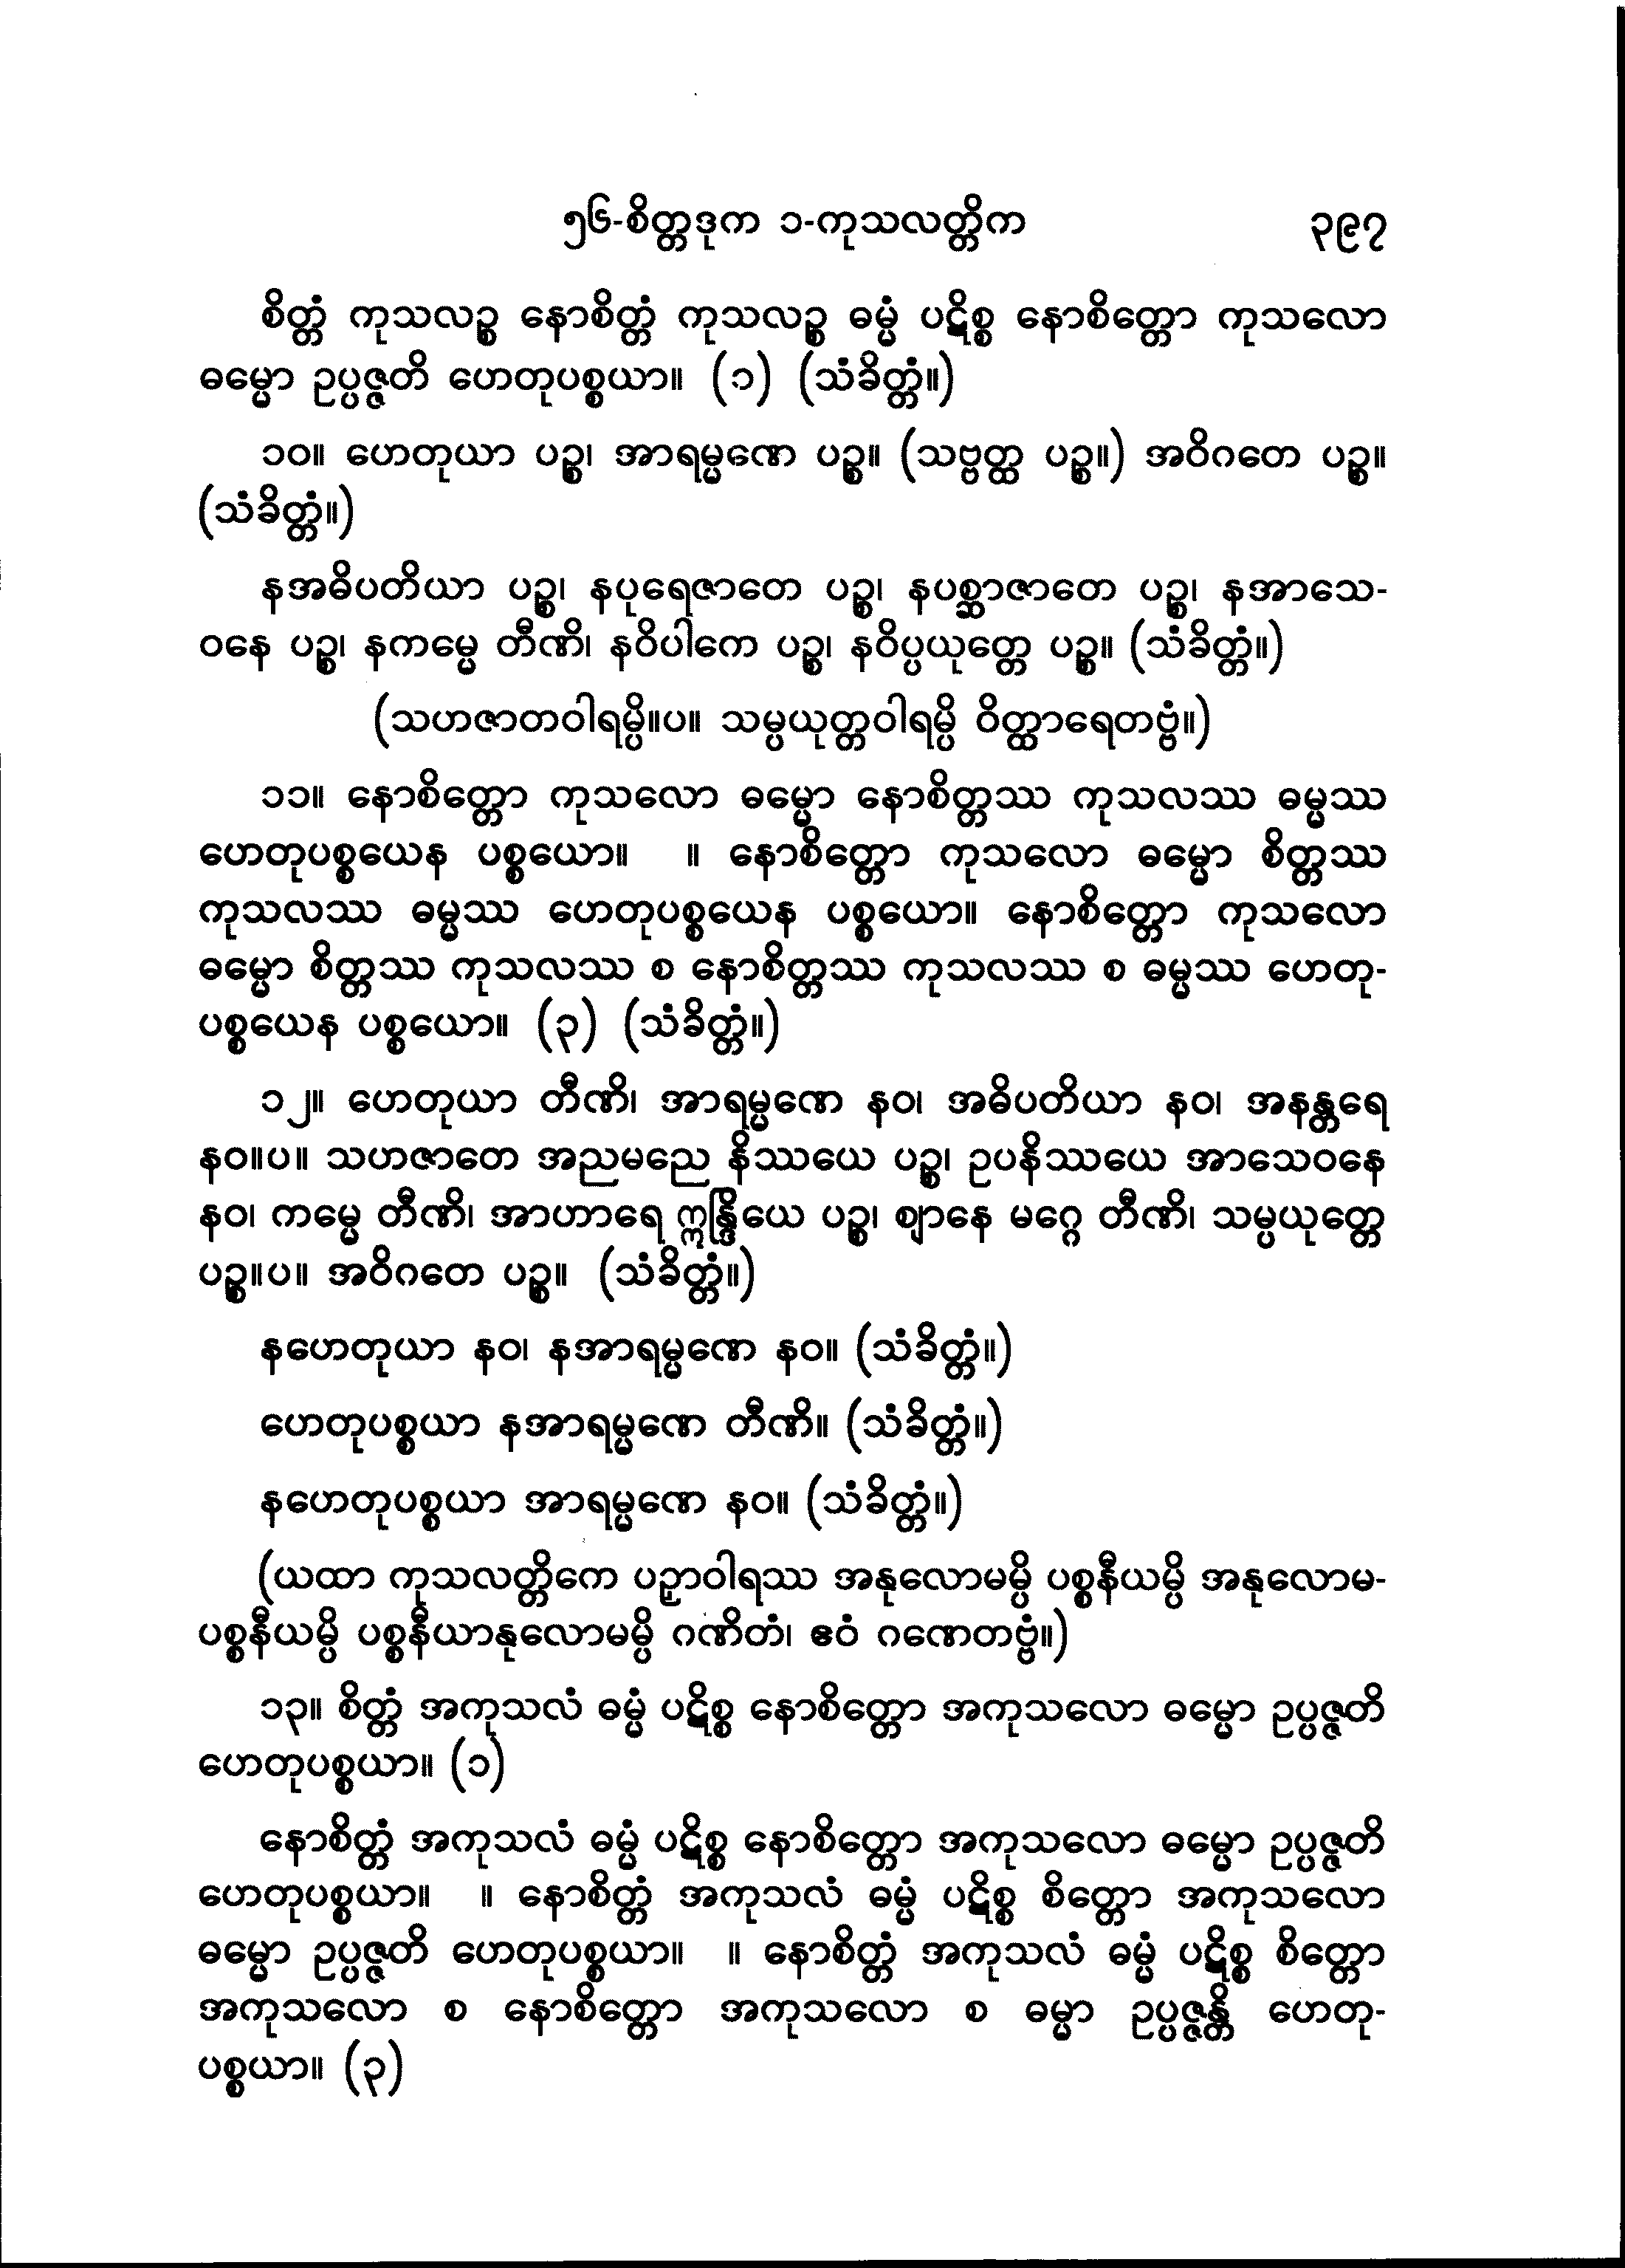 ၅၆-စိတ္တဒုက ၁-ကုသလတ္တိက ၃၉၇
စိတ္တံ ကုသလဉ္စ နောစိတ္တံ ကုသလဉ္စ ဓမ္မံ ပဋိစ္စ နောစိတ္တော ကုသလော
ဓမ္မော ဥပ္ပဇ္ဇတိ ဟေတုပစ္စယာ။ (၁) (သံခိတ္တံ။)
၁၀။ ဟေတုယာ ပဉ္စ၊ အာရမ္မဏေ ပဉ္စ။ (သဗ္ဗတ္ထ ပဉ္စ။) အဝိဂတေ ပဉ္စ။
(သံခိတ္တံ။)
နအဓိပတိယာ ပဉ္စ၊ နပုရေဇာတေ ပဉ္စ၊ နပစ္ဆာဇာတေ ပဉ္စ၊ နအာသေ-
ဝနေ ပဉ္စ၊ နကမ္မေ တီဏိ၊ နဝိပါကေ ပဉ္စ၊ နဝိပ္ပယုတ္တေ ပဉ္စ။ (သံခိတ္တံ။)
(သဟဇာတဝါရမ္ပိ။ပ။ သမ္ပယုတ္တဝါရမ္ပိ ဝိတ္ထာရေတဗ္ဗံ။)
၁၁။ နောစိတ္တော ကုသလော ဓမ္မော နောစိတ္တဿ ကုသလဿ ဓမ္မဿ
ဟေတုပစ္စယေန ပစ္စယော။ ။ နောစိတ္တော ကုသလော ဓမ္မော စိတ္တဿ
ကုသလဿ ဓမ္မဿ ဟေတုပစ္စယေန ပစ္စယော။ နောစိတ္တော ကုသလော
ဓမ္မော စိတ္တဿ ကုသလဿ စ နောစိတ္တဿ ကုသလဿ စ ဓမ္မဿ ဟေတု-
ပစ္စယေန ပစ္စယော။ (၃) (သံခိတ္တံ။)
၁၂။ ဟေတုယာ တီဏိ၊ အာရမ္မဏေ နဝ၊ အဓိပတိယာ နဝ၊ အနန္တရေ
နဝ။ပ။ သဟဇာတေ အညမညေ နိဿယေ ပဉ္စ၊ ဥပနိဿယေ အာသေဝနေ
နဝ၊ ကမ္မေ တီဏိ၊ အာဟာရေ ဣန္ဒြိယေ ပဉ္စ၊ ဈာနေ မဂ္ဂေ တီဏိ၊ သမ္ပယုတ္တေ
ပဉ္စ။ပ။ အဝိဂတေ ပဉ္စ။ (သံခိတ္တံ။)
နဟေတုယာ နဝ၊ နအာရမ္မဏေ နဝ။ (သံခိတ္တံ။)
ဟေတုပစ္စယာ နအာရမ္မဏေ တီဏိ။ (သံခိတ္တံ။)
နဟေတုပစ္စယာ အာရမ္မဏေ နဝ။ (သံခိတ္တံ။)
(ယထာ ကုသလတ္တိကေ ပဉှာဝါရဿ အနုလောမမ္ပိ ပစ္စနီယမ္ပိ အနုလောမ-
ပစ္စနီယမ္ပိ ပစ္စနီယာနုလောမမ္ပိ ဂဏိတံ၊ ဧဝံ ဂဏေတဗ္ဗံ။)
၁၃။ စိတ္တံ အကုသလံ ဓမ္မံ ပဋိစ္စ နောစိတ္တော အကုသလော ဓမ္မော ဥပ္ပဇ္ဇတိ
ဟေတုပစ္စယာ။ (၁)
နောစိတ္တံ အကုသလံ ဓမ္မံ ပဋိစ္စ နောစိတ္တော အကုသလော ဓမ္မော ဥပ္ပဇ္ဇတိ
ဟေတုပစ္စယာ။ ။ နောစိတ္တံ အကုသလံ ဓမ္မံ ပဋိစ္စ စိတ္တော အကုသလော
ဓမ္မော ဥပ္ပဇ္ဇတိ ဟေတုပစ္စယာ။ ။ နောစိတ္တံ အကုသလံ ဓမ္မံ ပဋိစ္စ စိတ္တော
အကုသလော စ နောစိတ္တော အကုသလော စ ဓမ္မာ ဥပ္ပဇ္ဇန္တိ ဟေတု-
ပစ္စယာ။ (၃)